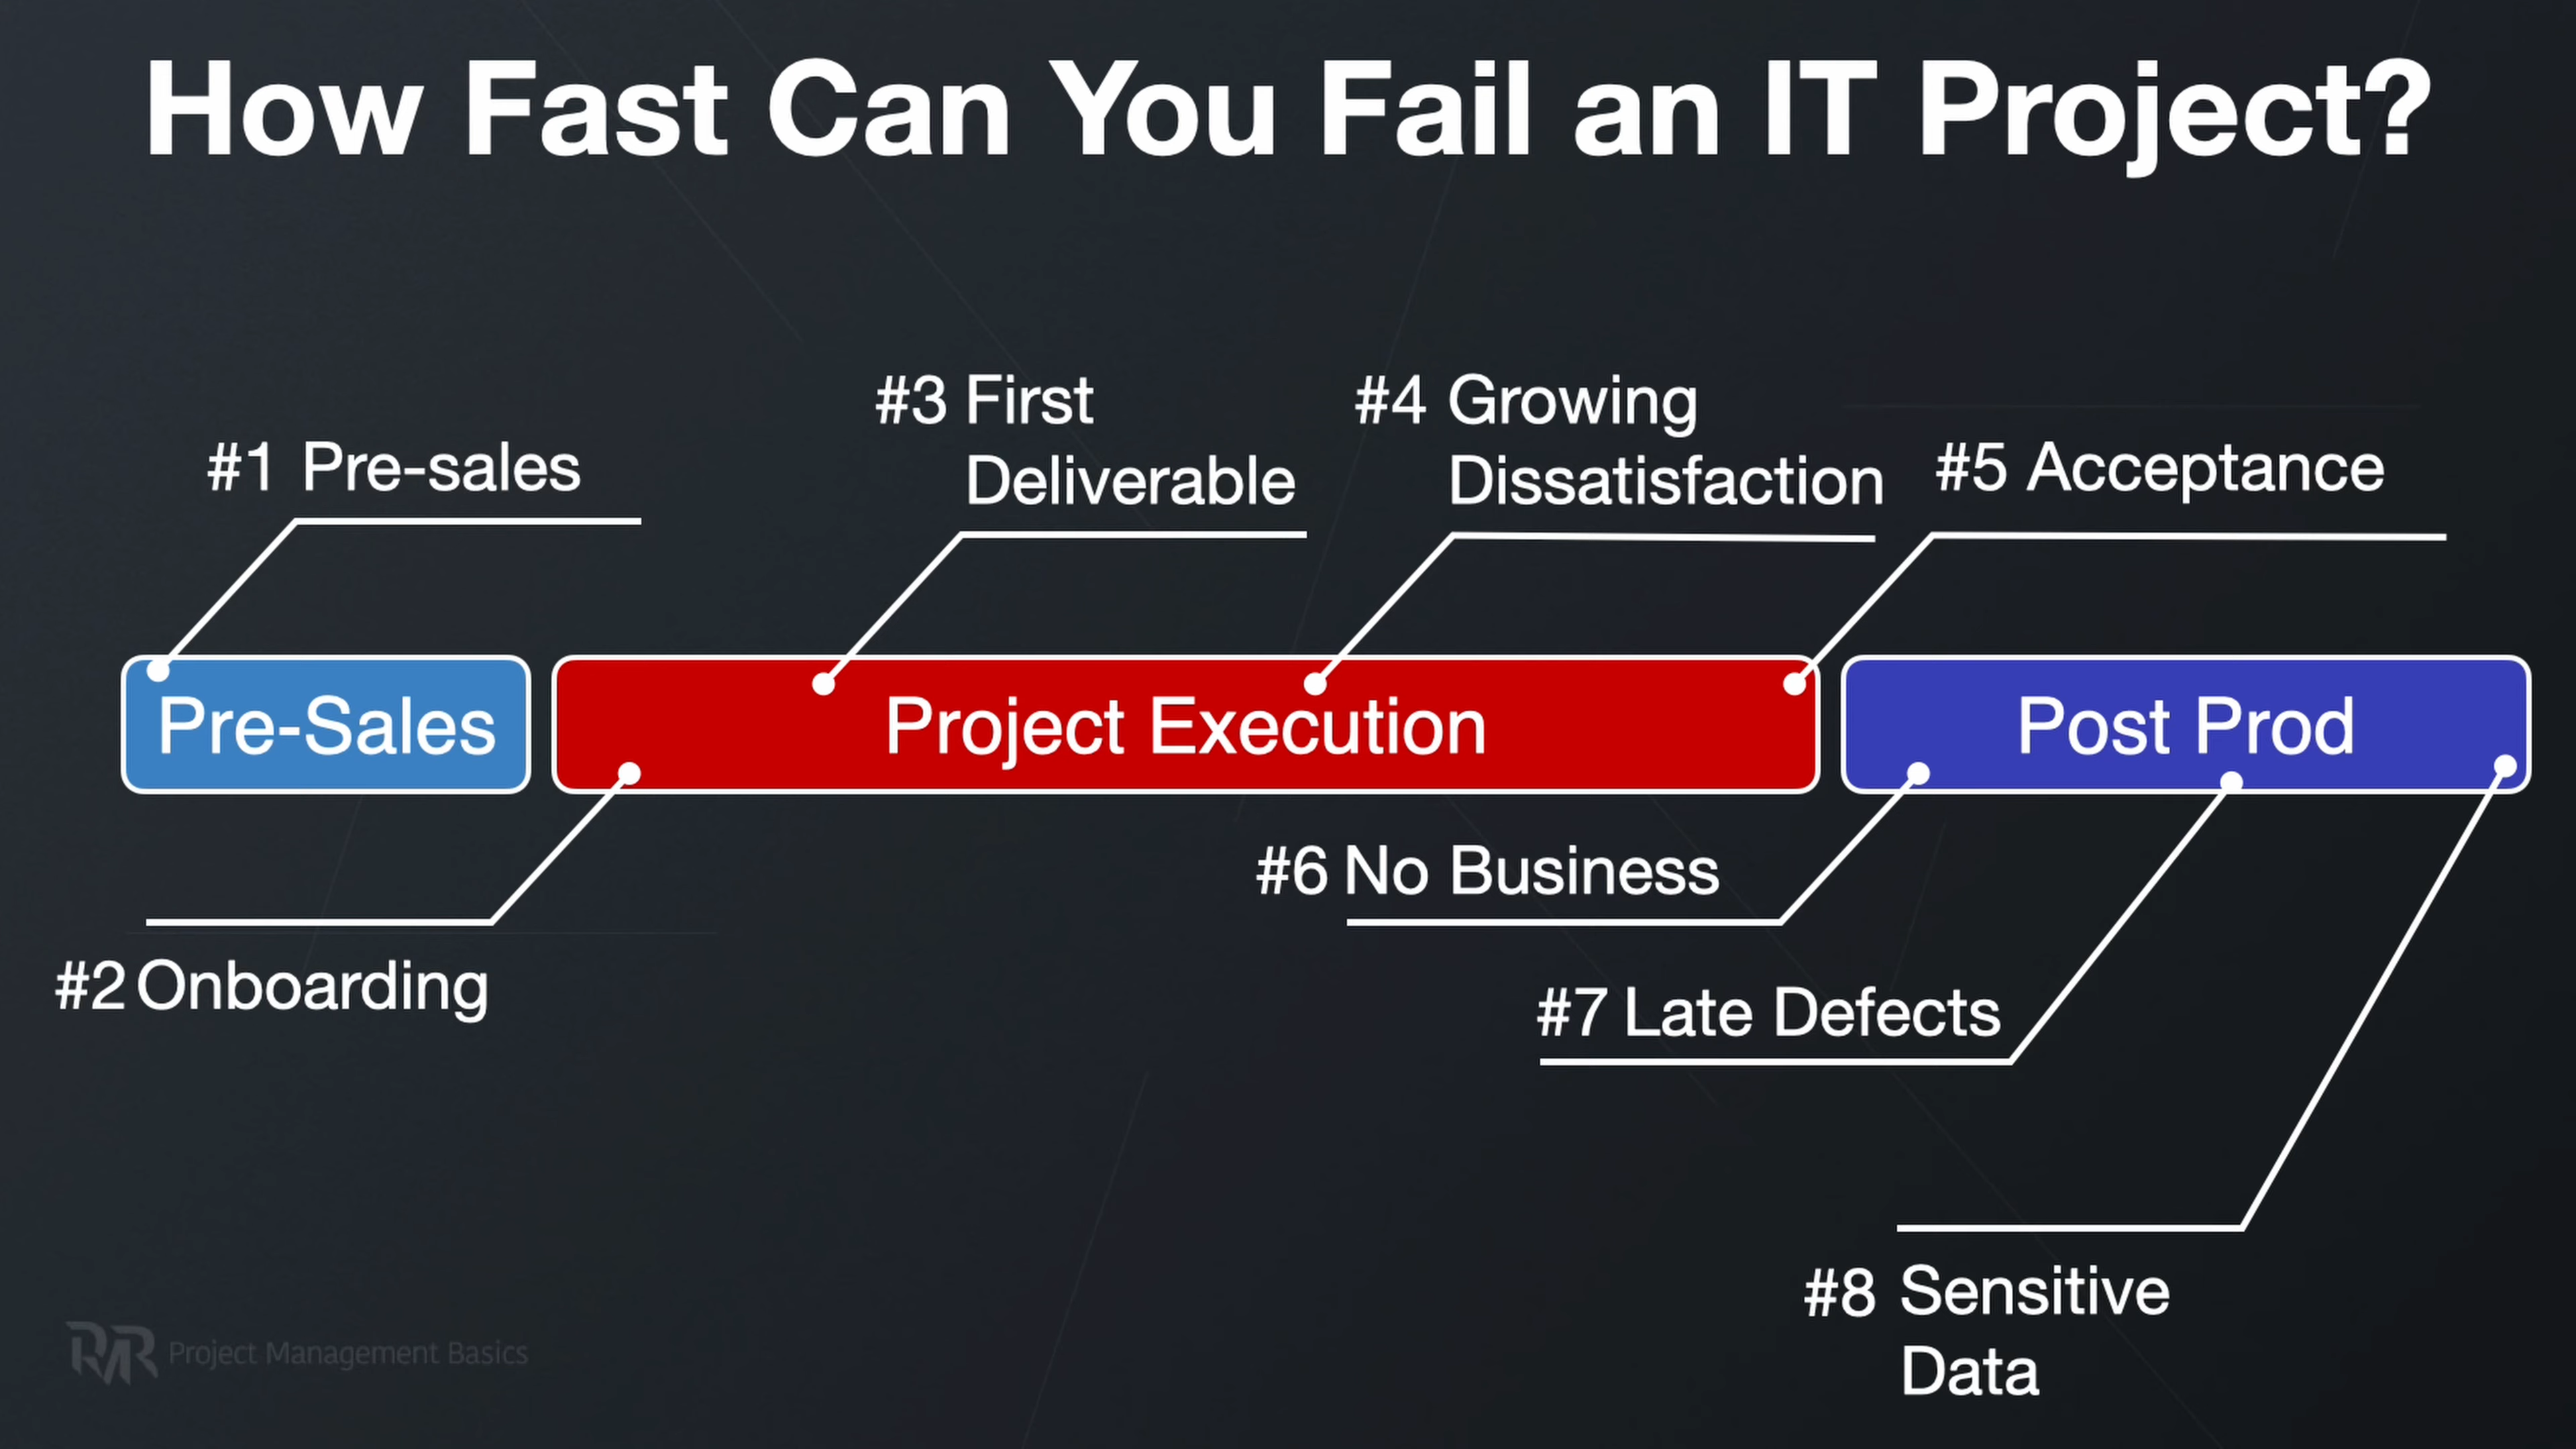 How Fast Can You Fail an IT Project?
#1 Pre-sales
#3 First
Deliverable
#4 Growing
Dissatisfaction
#5 Acceptance
Pre-Sales
Project Execution
Post Prod
#2 Onboarding
#6 No Business
#7 Late Defects
#8 Sensitive
Data
Project Management Basics